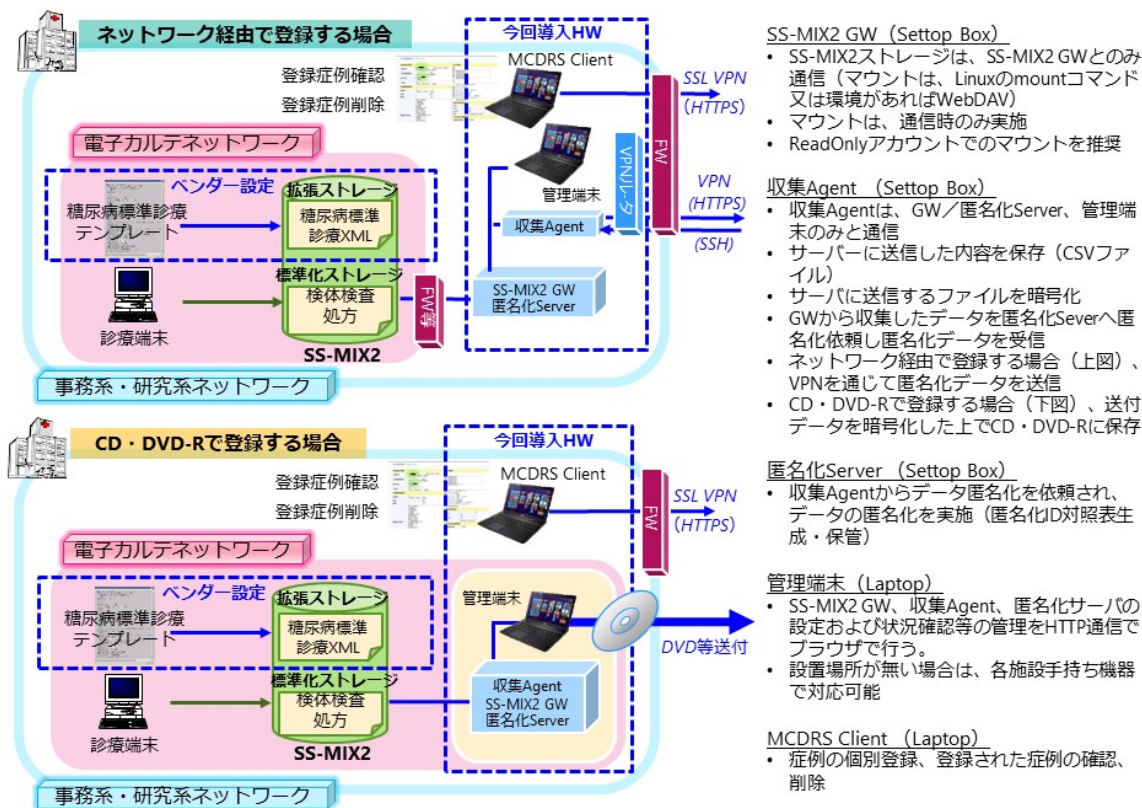 ネットワーク経由で登録する場合
今回導入HW
MCDRS Client
登録症例確認
登録症例削除
SSL VPN
（HTTPS）
電子カルテネットワーク
ベンダー設定
糖尿病標準診療
テンプレート
拡張ストレージ
糖尿病標準
診療XML
標準化ストレージ
検体検査
処方
SS-MIX2
診療端末
FW等
管理端末
収集Agent
SS-MIX2 GW
匿名化Server
VPNルータ
FW
VPN
(HTTPS)
(SSH)
事務系・研究系ネットワーク
CD・DVD-Rで登録する場合
今回導入HW
MCDRS Client
登録症例確認
登録症例削除
FW
SSL VPN
（HTTPS）
電子カルテネットワーク
ベンダー設定
糖尿病標準診療
テンプレート
拡張ストレージ
糖尿病標準
診療XML
標準化ストレージ
検体検査
処方
SS-MIX2
診療端末
管理端末
収集Agent
SS-MIX2 GW
匿名化Server
DVD等送付
事務系・研究系ネットワーク
SS-MIX2 GW（Settop Box）
• SS-MIX2ストレージは、SS-MIX2 GWとのみ
通信（マウントは、Linuxのmountコマンド
又は環境があればWebDAV）
• マウントは、通信時のみ実施
• ReadOnlyアカウントでのマウントを推奨
収集Agent （Settop Box）
• 収集Agentは、GW／匿名化Server、管理端
末のみと通信
• サーバーに送信した内容を保存（CSVファ
イル）
• サーバに送信するファイルを暗号化
• GWから収集したデータを匿名化Severへ匿
名化依頼し匿名化データを受信
• ネットワーク経由で登録する場合（上図）、
VPNを通じて匿名化データを送信
• CD・DVD-Rで登録する場合（下図）、送付
データを暗号化した上でCD・DVD-Rに保存
匿名化Server （Settop Box）
• 収集Agentからデータ匿名化を依頼され、
データの匿名化を実施（匿名化ID対照表生
成・保管）
管理端末（Laptop）
• SS-MIX2 GW、収集Agent、匿名化サーバの
設定および状況確認等の管理をHTTP通信で
ブラウザで行う。
• 設置場所が無い場合は、各施設手持ち機器
で対応可能
MCDRS Client （Laptop）
• 症例の個別登録、登録された症例の確認、
削除